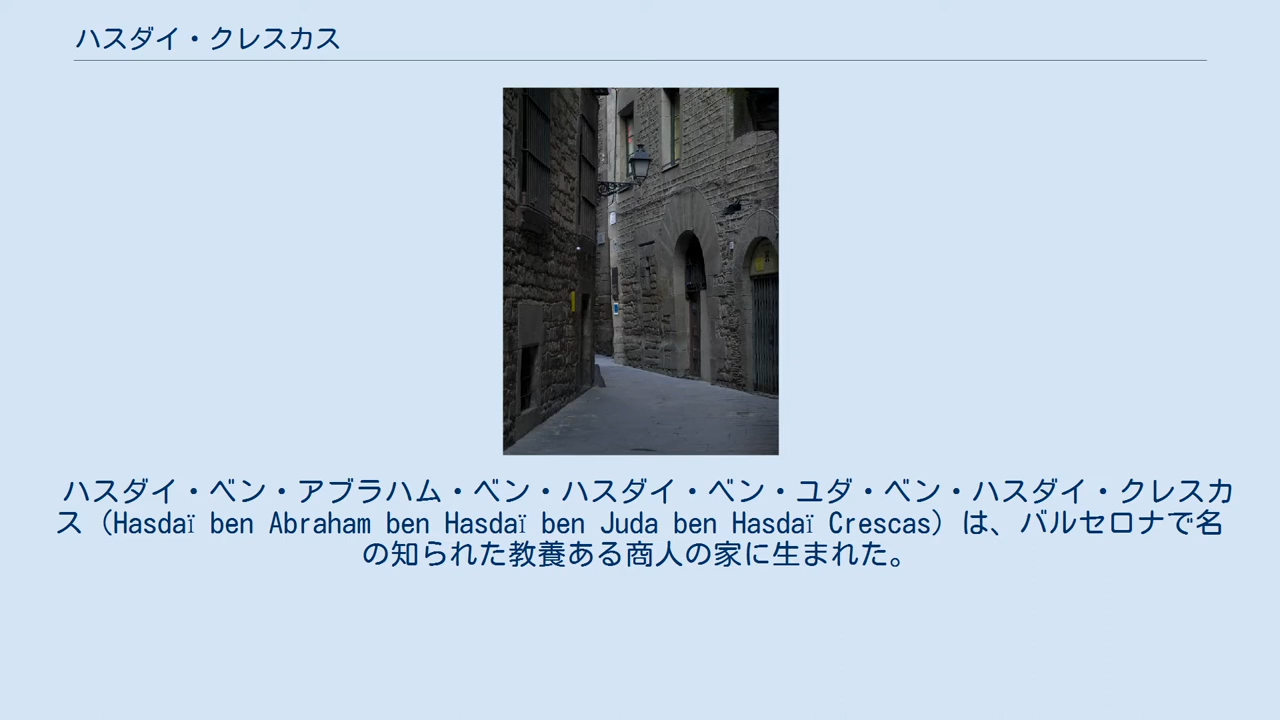 ハスダイ・クレスカス
ハスダイ・ベン・アブラハム・ベン・ハスダイ・ベン・ユダ・ベン・ハスダイ・クレスカ
ス（Hasdaï ben Abraham ben Hasdaï ben Juda ben Hasdaï Crescas）は、バルセロナで名
の知られた教養ある商人の家に生まれた。